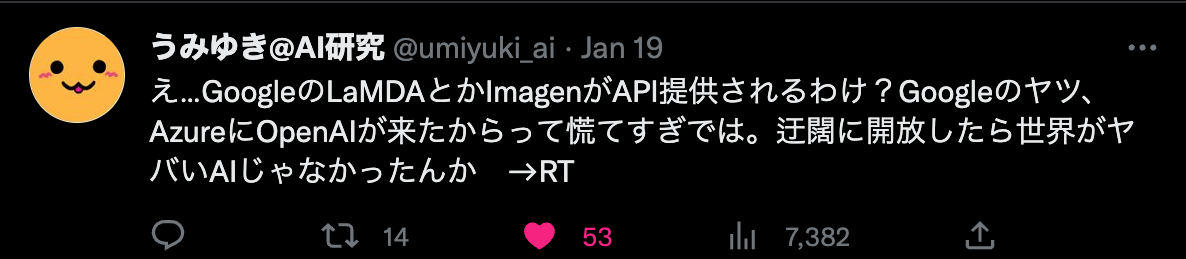 うみゆき@AI研究 @umiyuki_ai · Jan 19
え...GoogleのLaMDAとかImagenがAPI提供されるわけ？Googleのヤツ、
AzureにOpenAIが来たからって慌てすぎでは。迂闊に開放したら世界がヤ
バいAIじゃなかったんか　→RT
14 53 7,382